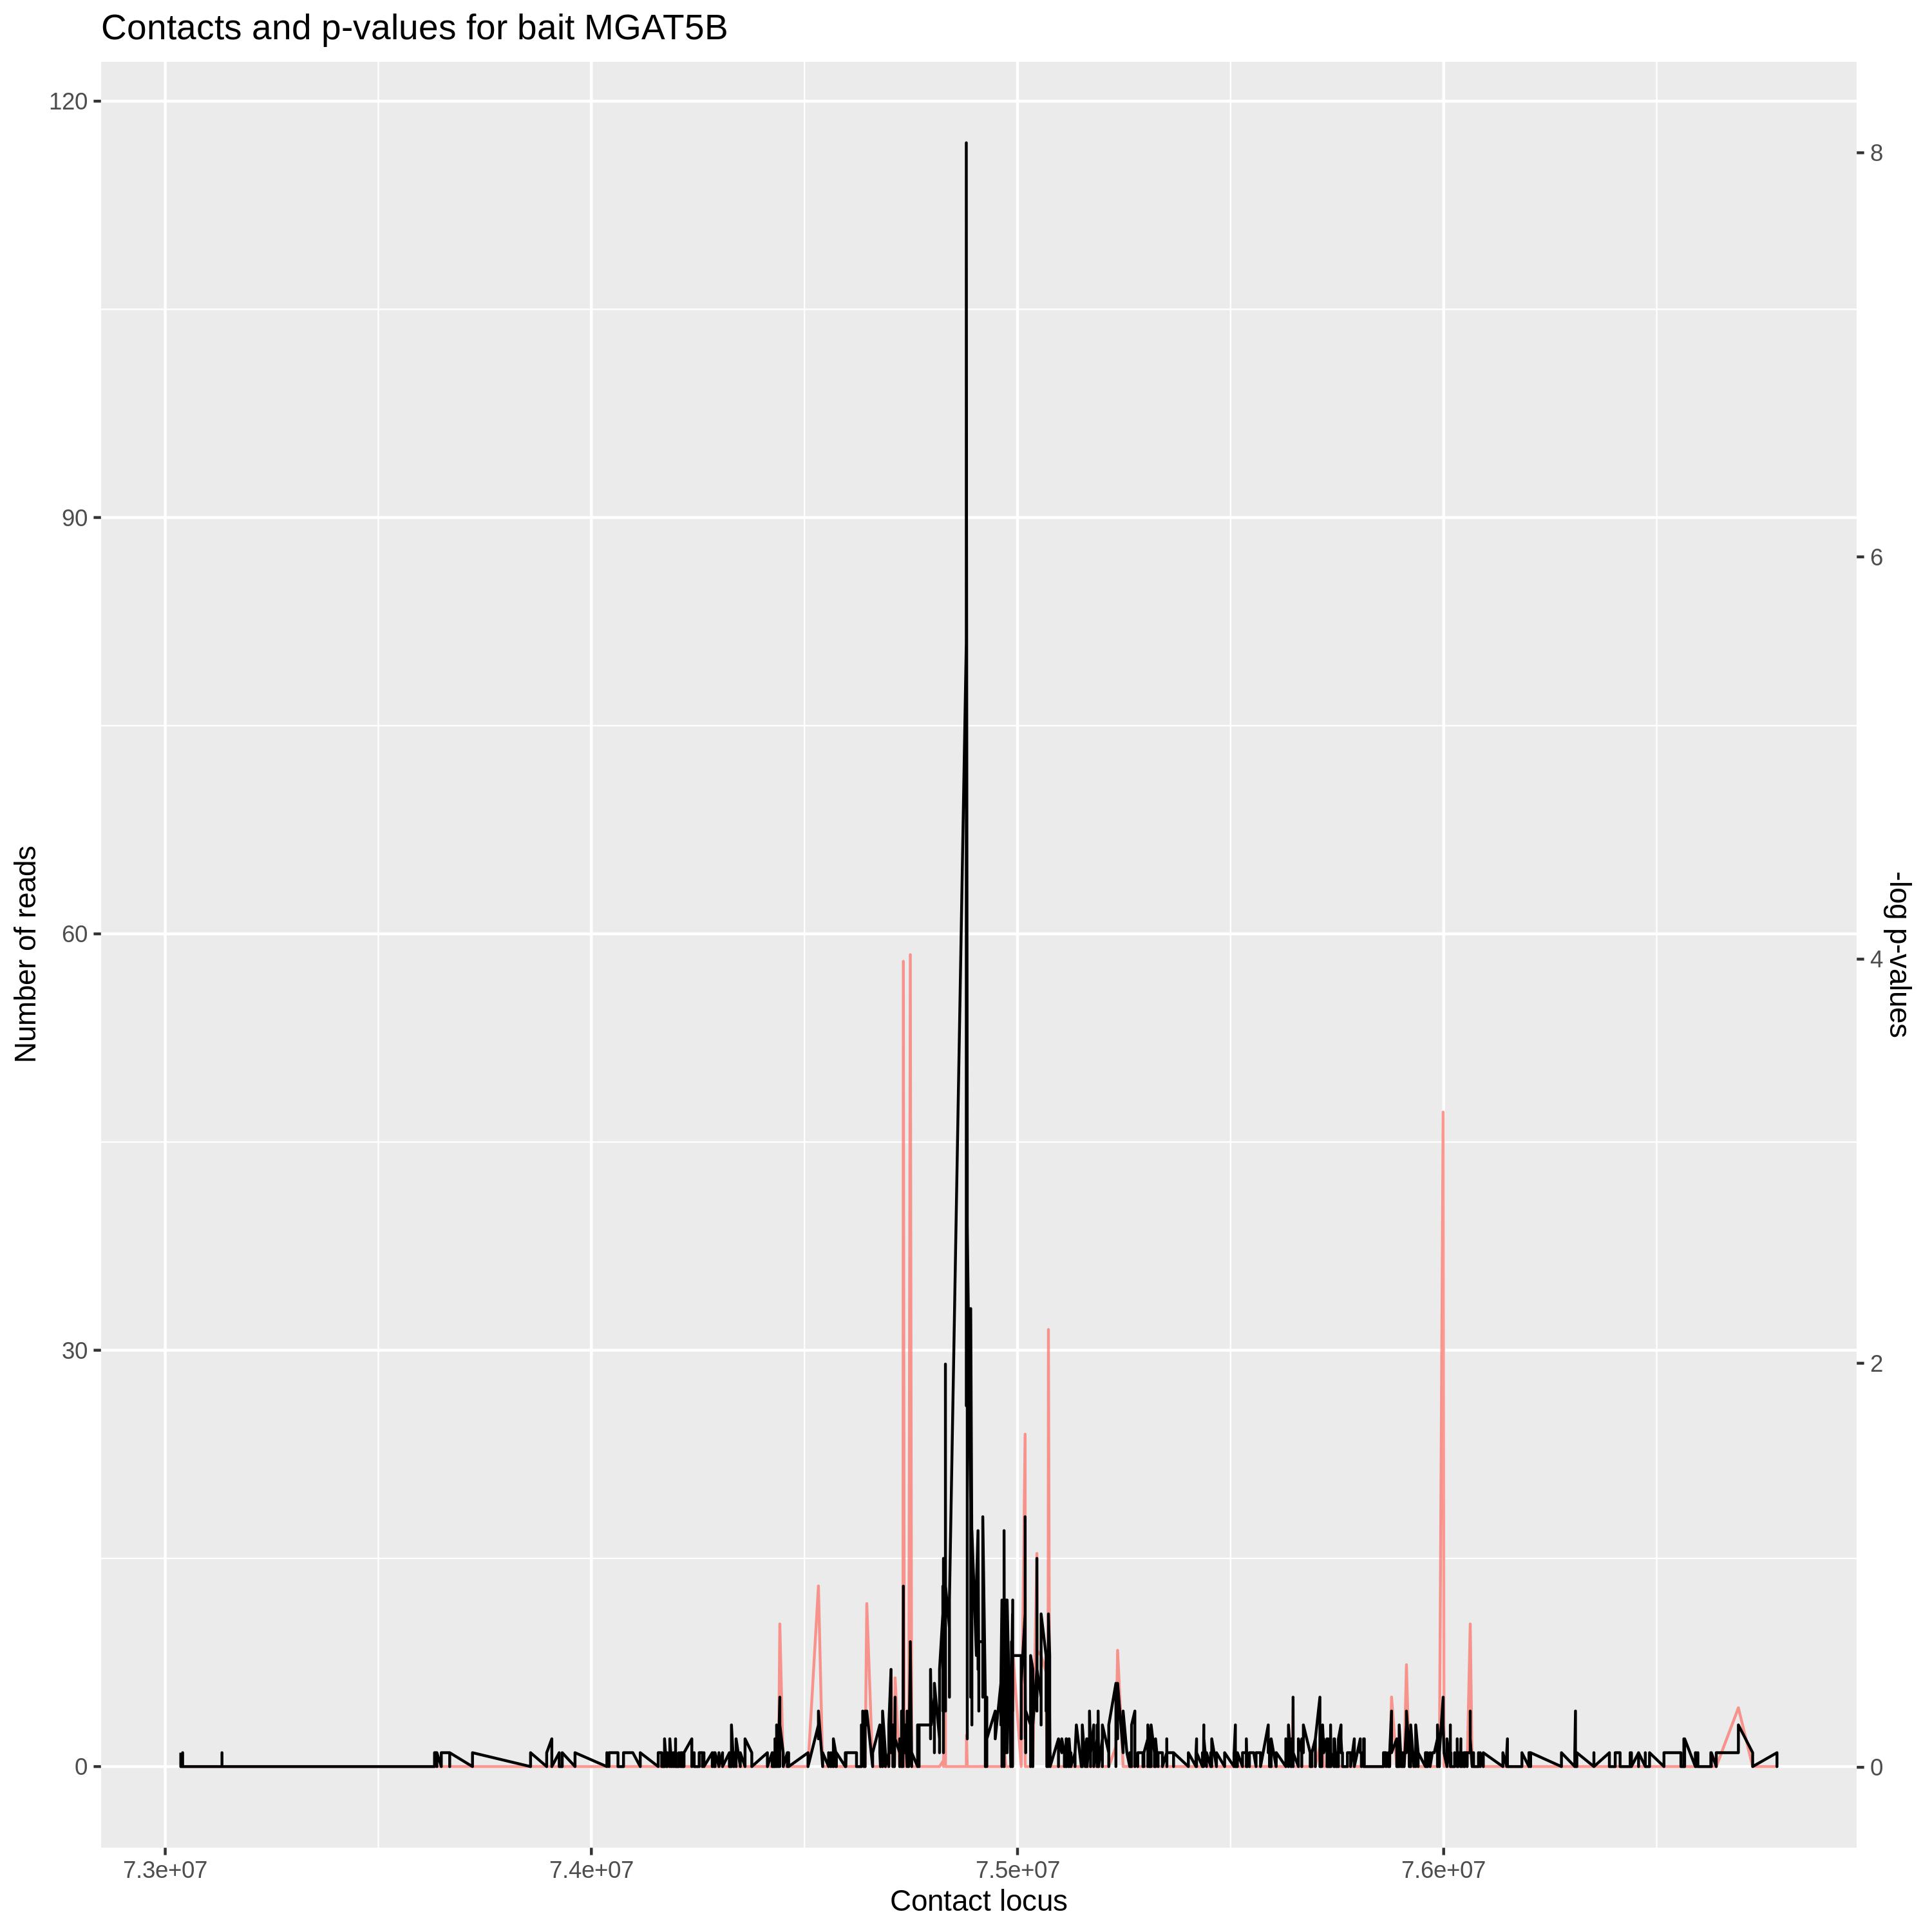 Contacts and p-values for bait MGAT5B
120
90
60
30
0
Number of reads
8
6
4
2
0
-log p-values
7.3e+07 7.4e+07 7.5e+07 7.6e+07
Contact locus